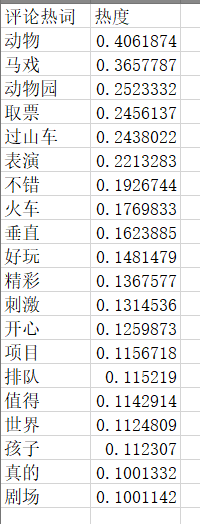 评论热词 热度
动物 0.4061874
马戏 0.3657787
动物园 0.2523332
取票 0.2456137
过山车 0.2438022
表演 0.2213283
不错 0.1926744
火车 0.1769833
垂直 0.1623885
好玩 0.1481479
精彩 0.1367577
刺激 0.1314536
开心 0.1259873
项目 0.1156718
排队 0.115219
值得 0.1142914
世界 0.1124809
孩子 0.112307
真的 0.1001332
剧场 0.1001142